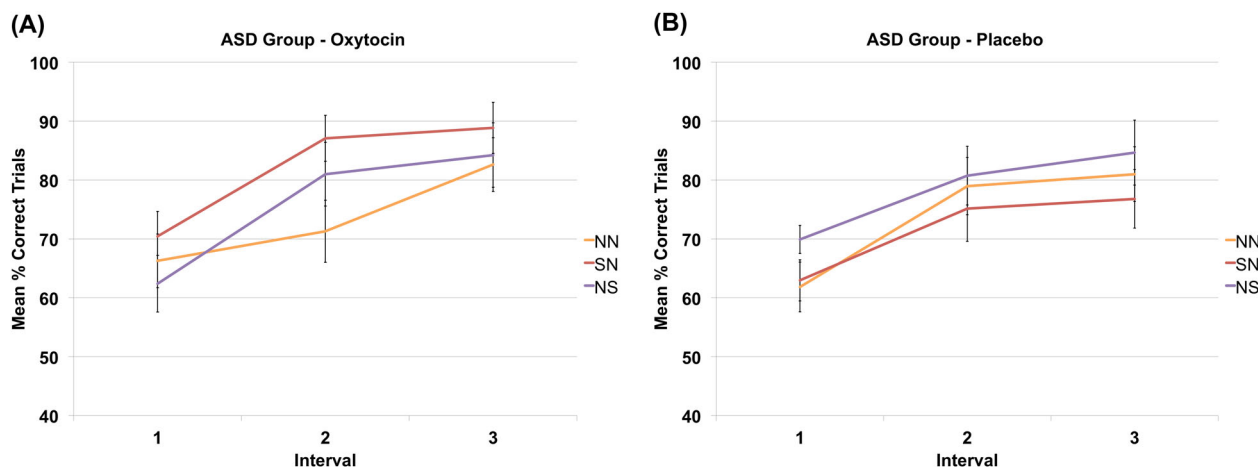 (A)
ASD Group - Oxytocin
Mean % Correct Trials
100
90
80
70
60
50
40
1 2 3
Interval
NN
SN
NS
(B)
ASD Group - Placebo
Mean % Correct Trials
100
90
80
70
60
50
40
1 2 3
Interval
NN
SN
NS